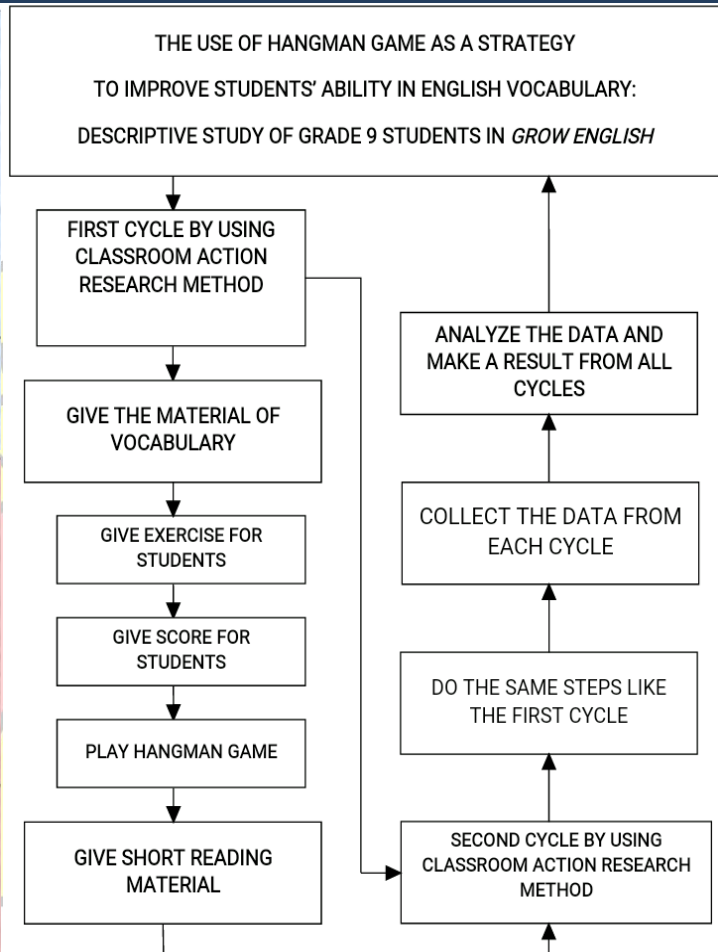 THE USE OF HANGMAN GAME AS A STRATEGY
TO IMPROVE STUDENTS’ ABILITY IN ENGLISH VOCABULARY:
DESCRIPTIVE STUDY OF GRADE 9 STUDENTS IN GROW ENGLISH
FIRST CYCLE BY USING
CLASSROOM ACTION
RESEARCH METHOD
GIVE THE MATERIAL OF
VOCABULARY
GIVE EXERCISE FOR
STUDENTS
GIVE SCORE FOR
STUDENTS
PLAY HANGMAN GAME
GIVE SHORT READING
MATERIAL
ANALYZE THE DATA AND
MAKE A RESULT FROM ALL
CYCLES
COLLECT THE DATA FROM
EACH CYCLE
DO THE SAME STEPS LIKE
THE FIRST CYCLE
SECOND CYCLE BY USING
CLASSROOM ACTION RESEARCH
METHOD